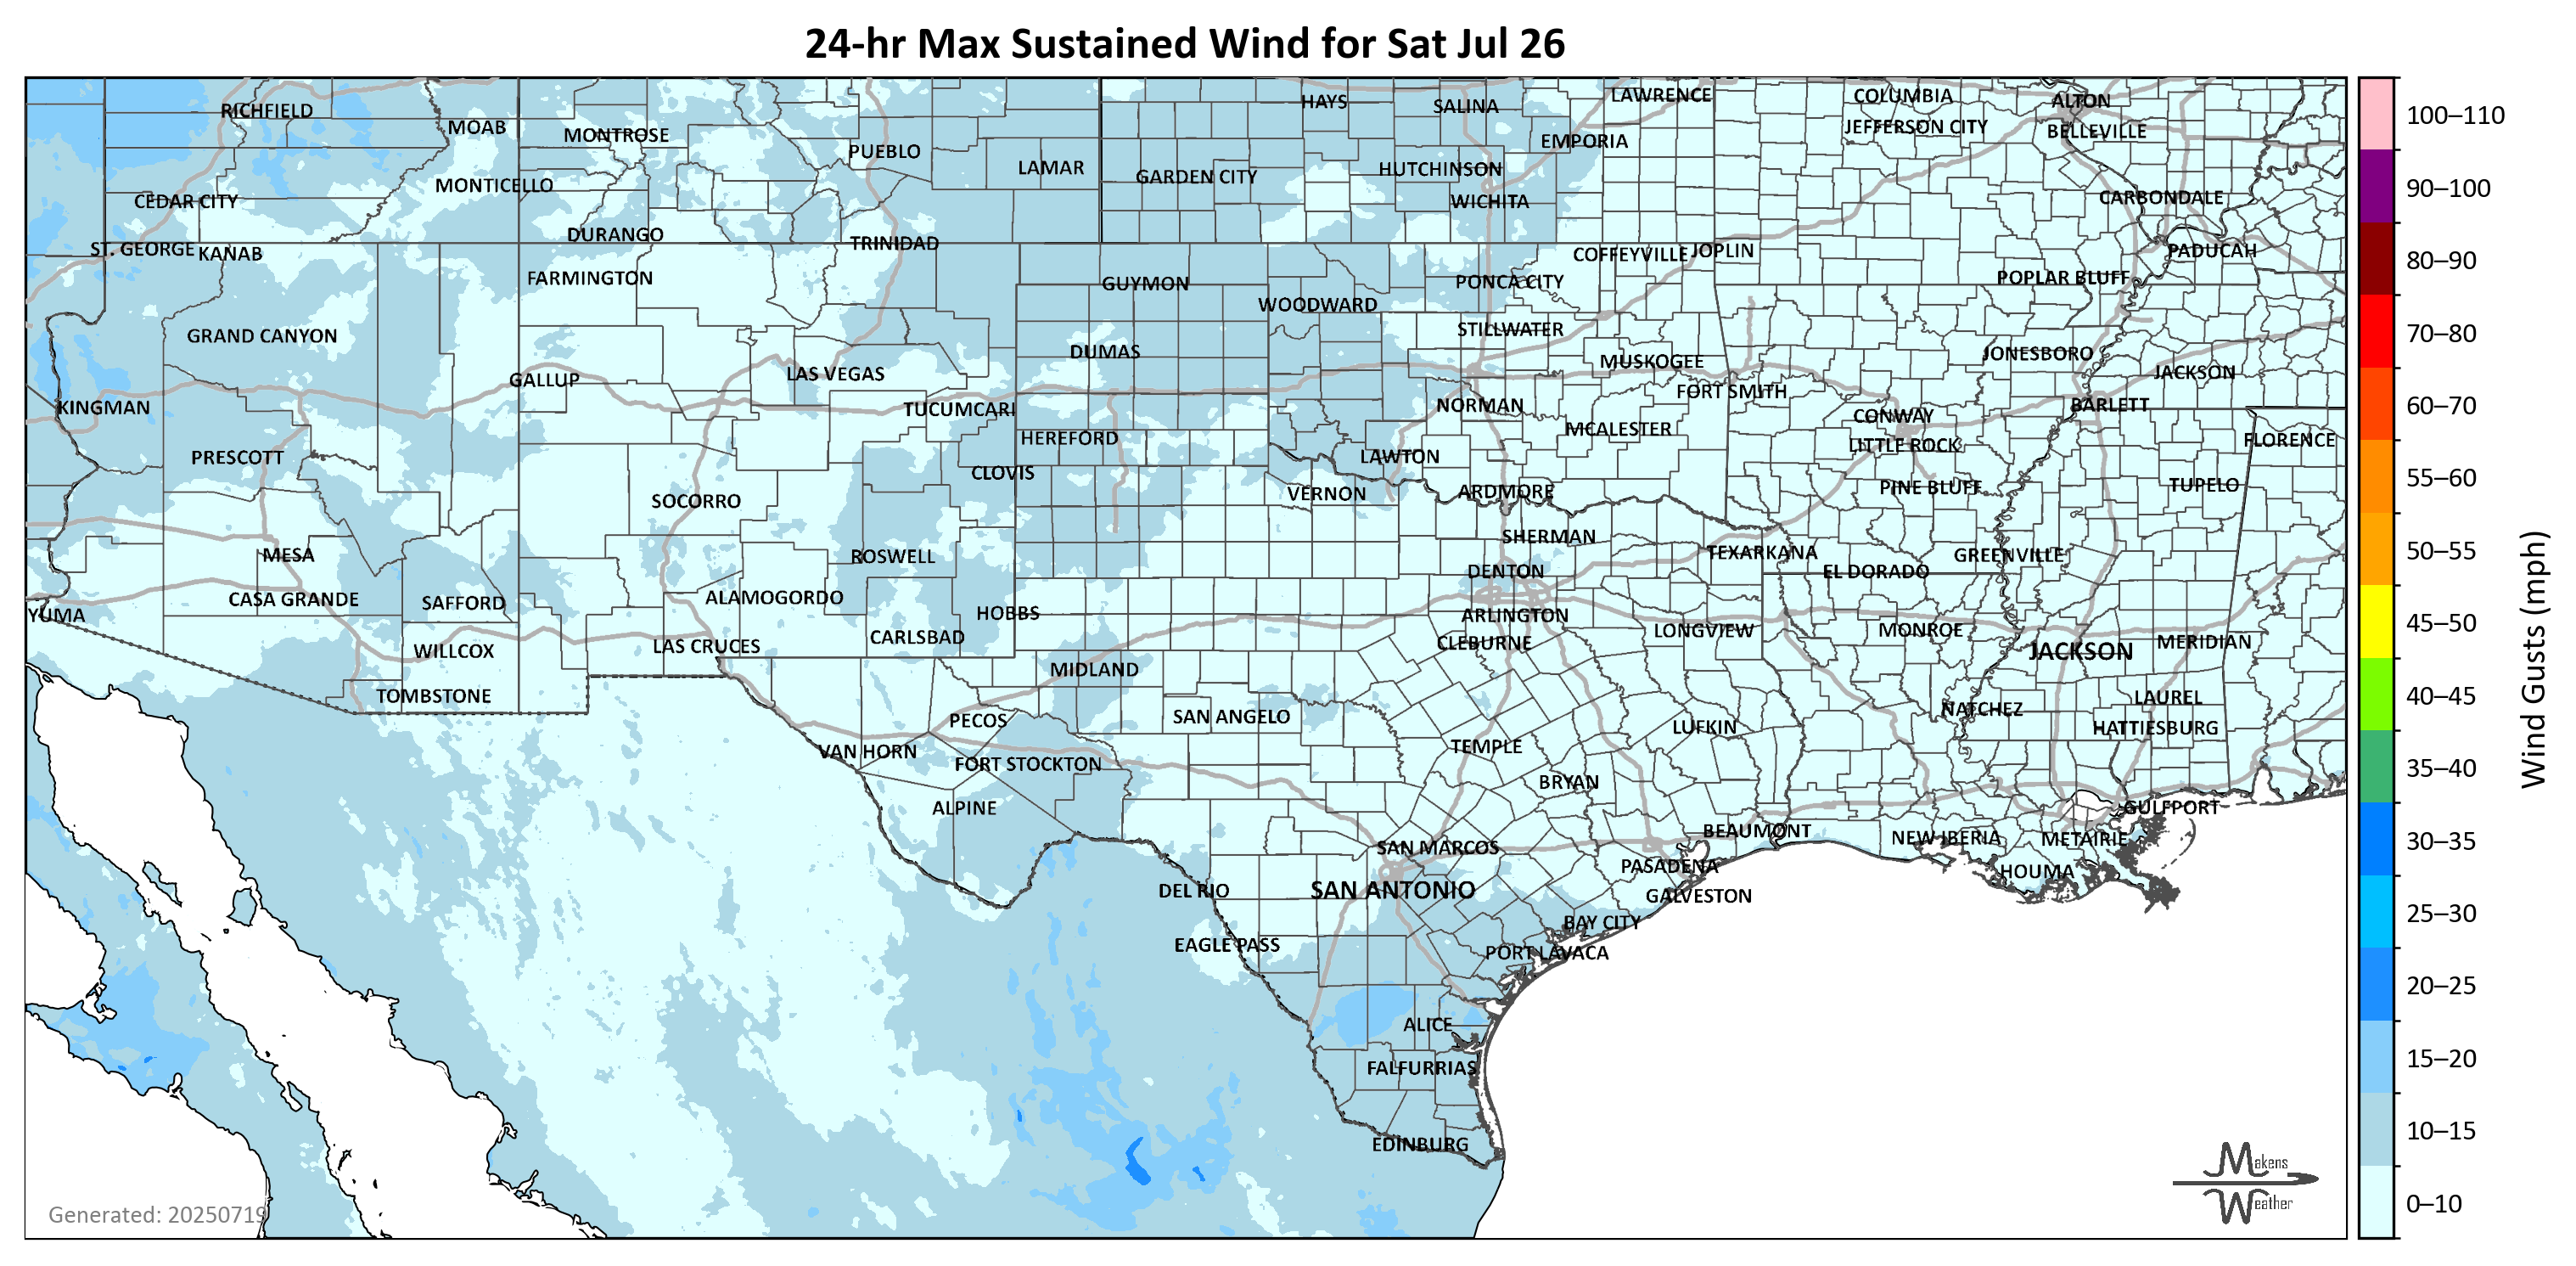 24-hr Max Sustained Wind for Sat Jul 26
RICHFIELD
MOAB
MONTROSE
PUEBLO
LAMAR
HAYS
SALINA
LAWRENCE
COLUMBIA
ALTON
EMPORIA
JEFFERSON CITY
BELLEVILLE
MONTICELLO
GARDEN CITY
HUTCHINSON
CEDAR CITY
WICHITA
CARBONDALE
DURANGO
TRINIDAD
ST. GEORGE
KANAB
COFFEYVILLE
JOPLIN
PADUCAH
FARMINGTON
GUYMON
PONCA CITY
POPLAR BLUFF
WOODWARD
GRAND CANYON
STILLWATER
DUMAS
MUSKOGEE
JONESBORO
GALLUP
LAS VEGAS
FORT SMITH
JACKSON
KINGMAN
TUCUMCARI
NORMAN
CONWAY
BARLETT
HEREFORD
MCALESTER
LITTLE ROCK
FLORENCE
PRESCOTT
CLOVIS
LAWTON
SOCORRO
VERNON
ARDMORE
PINE BLUFF
TUPELO
MESA
ROSWELL
SHERMAN
TEXARKANA
GREENVILLE
DENTON
EL DORADO
YUMA
CASA GRANDE
SAFFORD
ALAMOGORDO
HOBBS
ARLINGTON
CARLSBAD
CLEBURNE
LONGVIEW
MONROE
WILLCOX
LAS CRUCES
JACKSON
MERIDIAN
MIDLAND
TOMBSTONE
PECOS
SAN ANGELO
LUFKIN
NATCHEZ
LAUREL
HATTIESBURG
VAN HORN
FORT STOCKTON
TEMPLE
BRYAN
ALPINE
GULFPORT
BEAUMONT
NEW IBERIA
METAIRIE
SAN MARCOS
PASADENA
HOUMA
DEL RIO
SAN ANTONIO
GALVESTON
BAY CITY
EAGLE PASS
PORT LAVACA
ALICE
FALFURRIAS
EDINBURG
Generated: 20250719
Makens
Weather
100–110
90–100
80–90
70–80
60–70
55–60
50–55
45–50
40–45
35–40
30–35
25–30
20–25
15–20
10–15
0–10
Wind Gusts (mph)